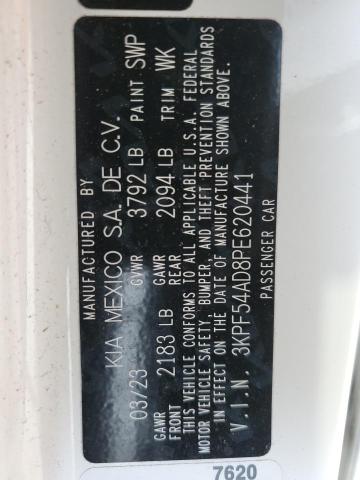 MANUFACTURED BY
KIA MEXICO S.A. DE C.V.
03/23 GVWR 3792 LB PAINT SWP
GAWR FRONT 2183 LB GAWR REAR 2094 LB TRIM WK
THIS VEHICLE CONFORMS TO ALL APPLICABLE U.S.A. FEDERAL
MOTOR VEHICLE SAFETY, BUMPER, AND THEFT PREVENTION STANDARDS
IN EFFECT ON THE DATE OF MANUFACTURE SHOWN ABOVE.
V.I.N. 3KPF54AD8PE620441
PASSENGER CAR
7620